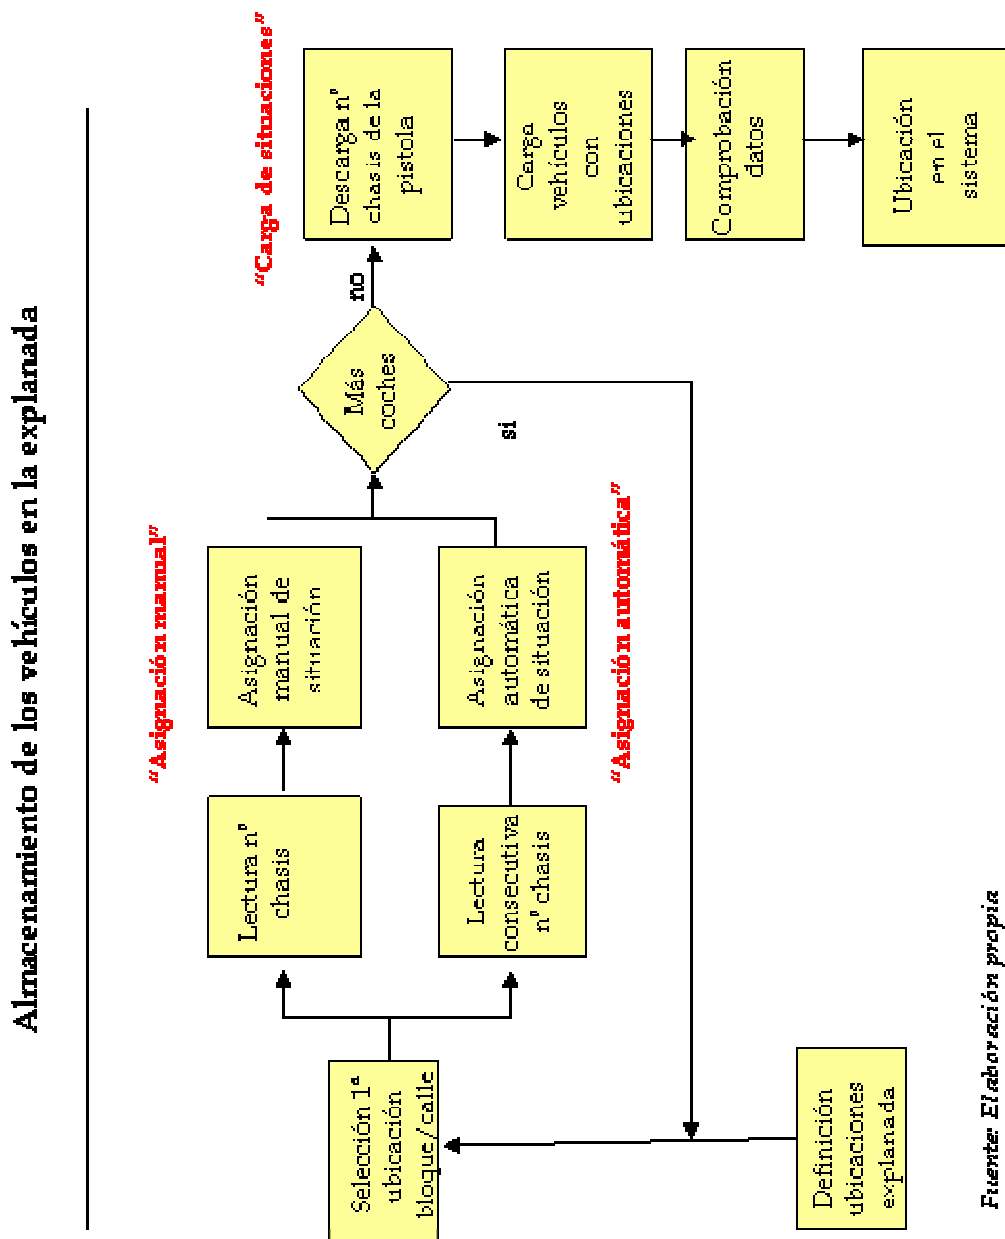 Almacenamiento de los vehículos en la explanada
“Asignación manual”
“Carga de situaciones”
Lectura nº
chasis
Asignación
manual de
situación
Descarga nº
chasis de la
pistola
Selección 1ª
ubicación
bloque/calle
Más
coches
no
si
Lectura
consecutiva
nº chasis
Asignación
automática
de situación
“Asignación automática”
Carga
vehículos
con
ubicaciones
Comprobación
datos
Definición
ubicaciones
explanada
Ubicación
en el
sistema
Fuente: Elaboración propia